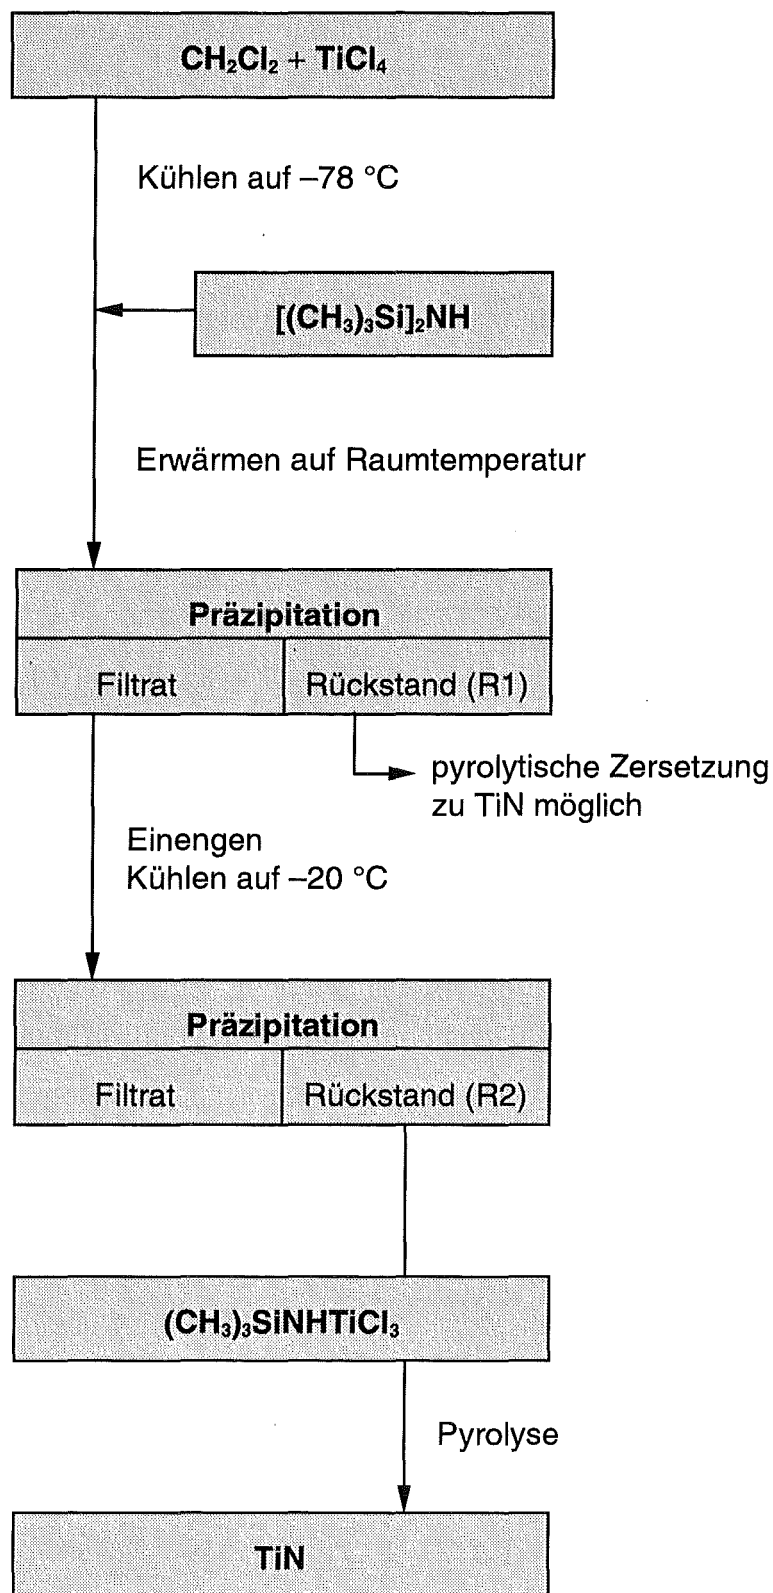 CH₂Cl₂ + TiCl₄
Kühlen auf –78 °C
[(CH₃)₃Si]₂NH
Erwärmen auf Raumtemperatur
Präzipitation
Filtrat
Rückstand (R1)
pyrolytische Zersetzung
zu TiN möglich
Einengen
Kühlen auf –20 °C
Präzipitation
Filtrat
Rückstand (R2)
(CH₃)₃SiNHTiCl₃
Pyrolyse
TiN